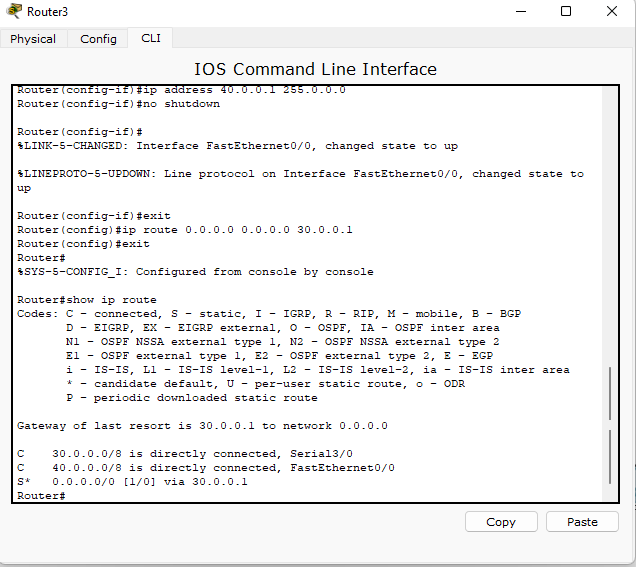 Router3
Physical Config CLI
IOS Command Line Interface
Router(config-if)#ip address 40.0.0.1 255.0.0.0
Router(config-if)#no shutdown
Router(config-if)#
%LINK-5-CHANGED: Interface FastEthernet0/0, changed state to up
%LINEPROTO-5-UPDOWN: Line protocol on Interface FastEthernet0/0, changed state to
up
Router(config-if)#exit
Router(config)#ip route 0.0.0.0 0.0.0.0 30.0.0.1
Router(config)#exit
Router#
%SYS-5-CONFIG_I: Configured from console by console
Router#show ip route
Codes: C - connected, S - static, I - IGRP, R - RIP, M - mobile, B - BGP
D - EIGRP, EX - EIGRP external, O - OSPF, IA - OSPF inter area
N1 - OSPF NSSA external type 1, N2 - OSPF NSSA external type 2
E1 - OSPF external type 1, E2 - OSPF external type 2, E - EGP
i - IS-IS, L1 - IS-IS level-1, L2 - IS-IS level-2, ia - IS-IS inter area
* - candidate default, U - per-user static route, o - ODR
P - periodic downloaded static route
Gateway of last resort is 30.0.0.1 to network 0.0.0.0
C 30.0.0.0/8 is directly connected, Serial3/0
C 40.0.0.0/8 is directly connected, FastEthernet0/0
S* 0.0.0.0/0 [1/0] via 30.0.0.1
Router#
Copy Paste